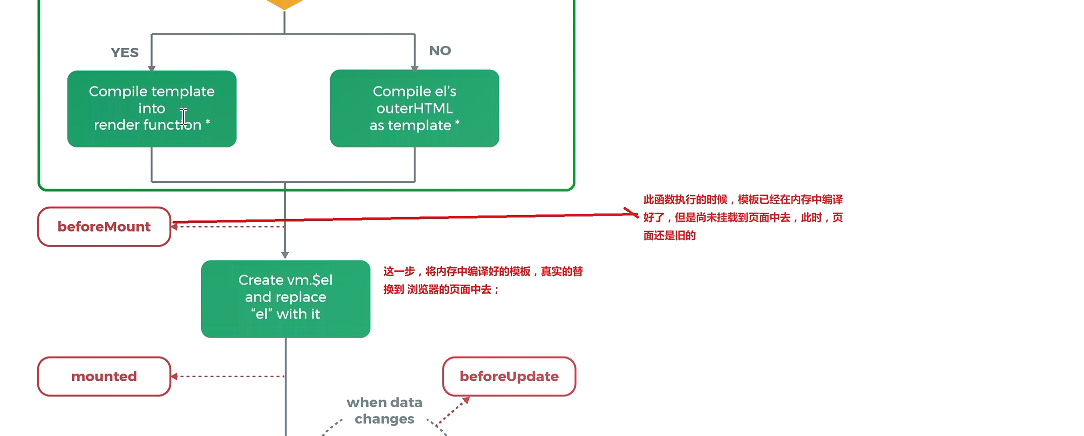 YES
NO
Compile template
into
render function *
Compile el's
outerHTML
as template *
此函数执行的时候，模板已经在内存中编译
好了，但是尚未挂载到页面中去，此时，页
面还是旧的
beforeMount
Create vm.$el
and replace
“el” with it
这一步，将内存中编译好的模板，真实的替
换到 浏览器的页面中去；
mounted
beforeUpdate
when data
changes